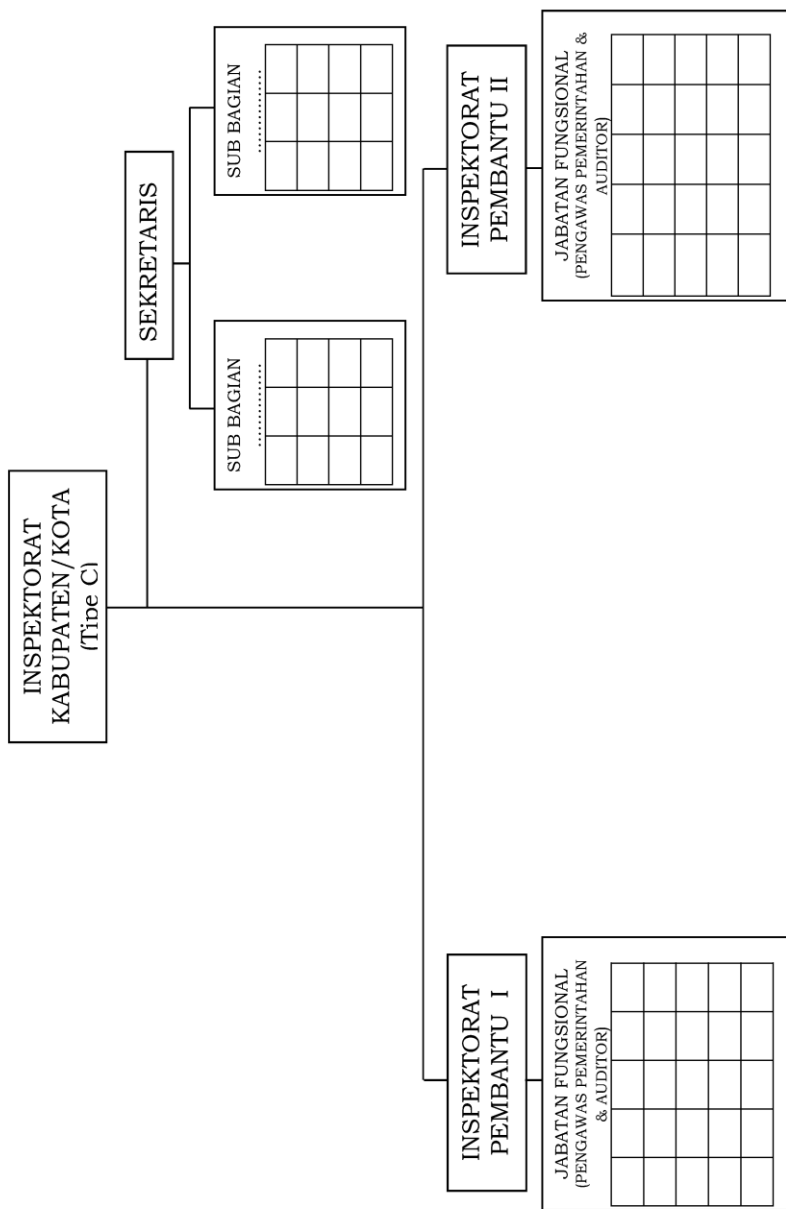 INSPEKTORAT
KABUPATEN/KOTA
(Tipe C)
SEKRETARIS
SUB BAGIAN
................
SUB BAGIAN
................
INSPEKTORAT
PEMBANTU I
INSPEKTORAT
PEMBANTU II
JABATAN FUNGSIONAL
(PENGAWAS PEMERINTAHAN
& AUDITOR)
JABATAN FUNGSIONAL
(PENGAWAS PEMERINTAHAN &
AUDITOR)